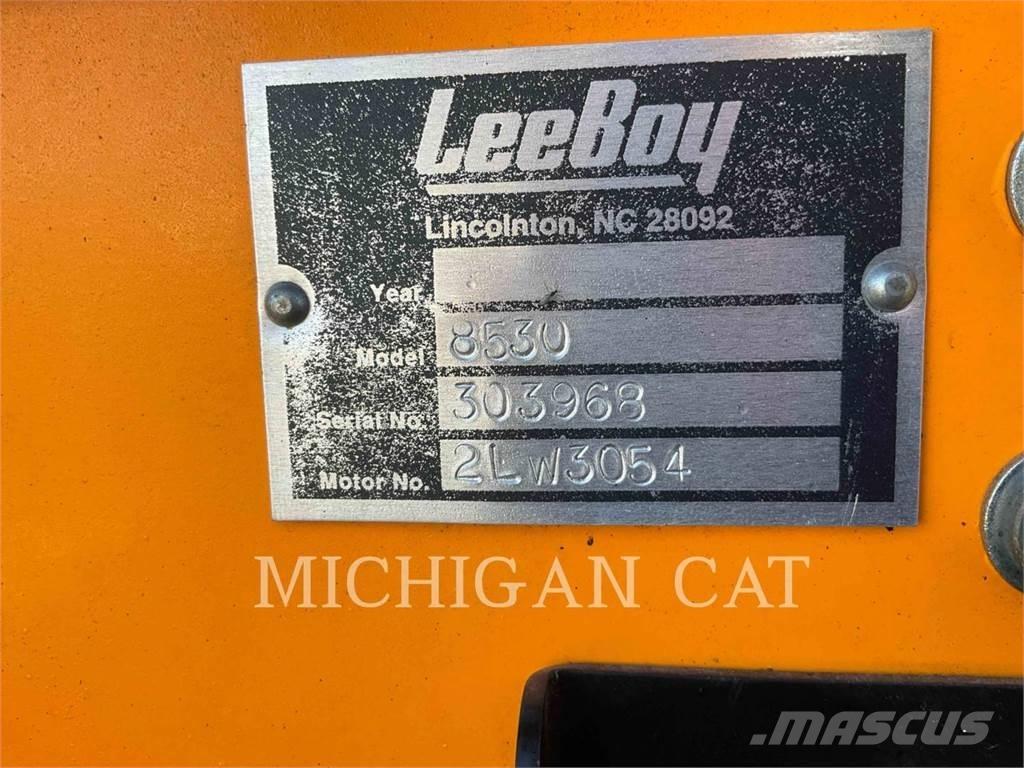 LeeBoy
Lincolnton, NC 28092
Year
Model 8530
Serial No. 303968
Motor No. 2LW3054
MICHIGAN CAT
MASCUS